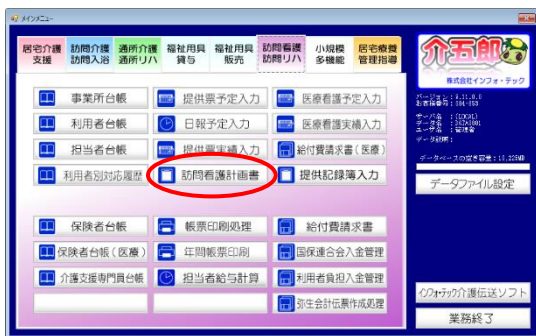 メインメニュー
居宅介護 訪問介護 通所介護 福祉用具 福祉用具 訪問看護 小規模 居宅療養
支援 訪問入浴 通所リハ 貸与 販売 訪問リハ 多機能 管理指導
介五郎
株式会社インフォ・テック
事業所台帳 提供票予定入力 医療看護予定入力
利用者台帳 日報予定入力 医療看護実績入力
担当者台帳 提供票実績入力 給付費請求書(医療)
利用者別対応履歴 訪問看護計画書 提供記録簿入力
データファイル設定
保険者台帳 帳票印刷処理 給付費請求書
保険者台帳(医療) 年間帳票印刷 国保連合会入金管理
介護支援専門員台帳 担当者給与計算 利用者負担入金管理
弥生会計伝票作成処理
インフォ・テック介護伝送ソフト
業務終了